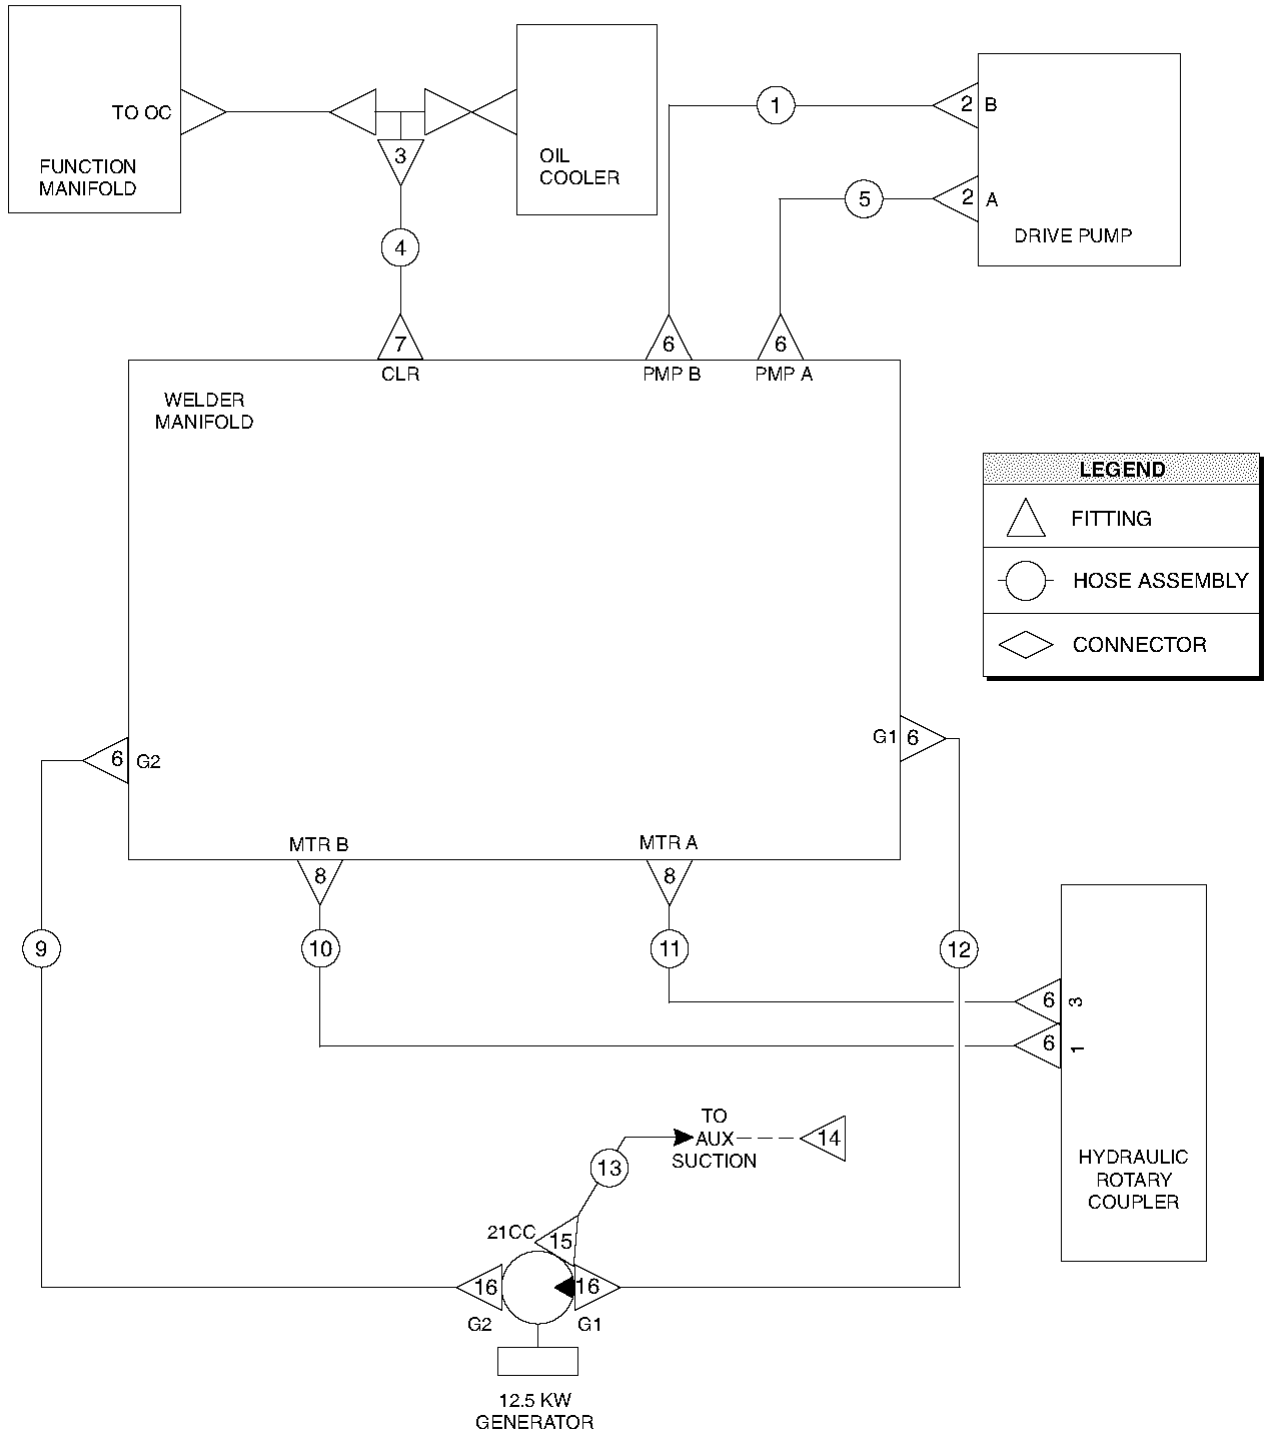 TO OC
FUNCTION
MANIFOLD
3
4
OIL
COOLER
1
2 B
5
2 A
DRIVE PUMP
7
CLR
6
PMP B
6
PMP A
WELDER
MANIFOLD
LEGEND
FITTING
HOSE ASSEMBLY
CONNECTOR
6 G2
G1 6
MTR B
8
MTR A
8
9
10
11
12
6 3
6 1
HYDRAULIC
ROTARY
COUPLER
TO
AUX
SUCTION
14
13
21CC
15
16
16
G2
G1
12.5 KW
GENERATOR